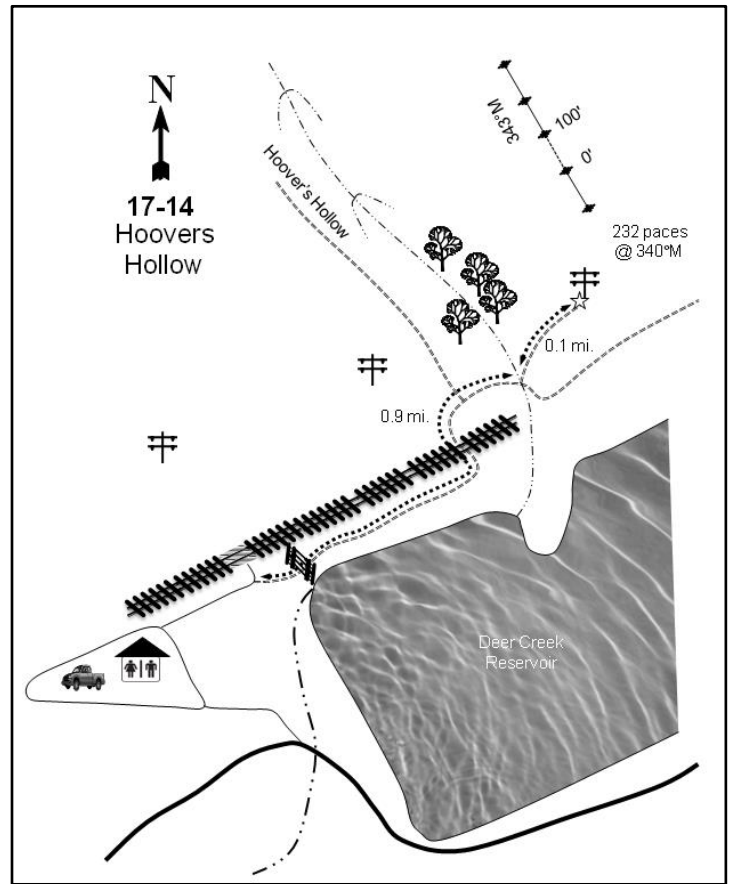 N
17-14
Hoovers
Hollow
Hoover's Hollow
343°M
100'
0'
232 paces
@ 340°M
0.1 mi.
0.9 mi.
Deer Creek
Reservoir